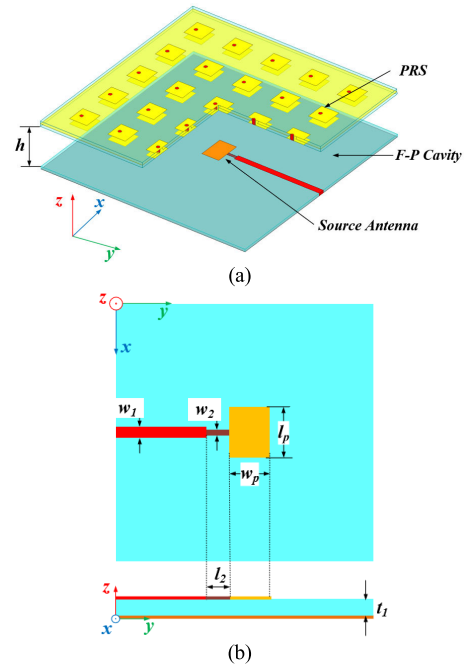 PRS
h
F-P Cavity
z
x
y
Source Antenna
(a)
z
y
x
w1
w2
lp
wp
l2
z
t1
x
y
(b)